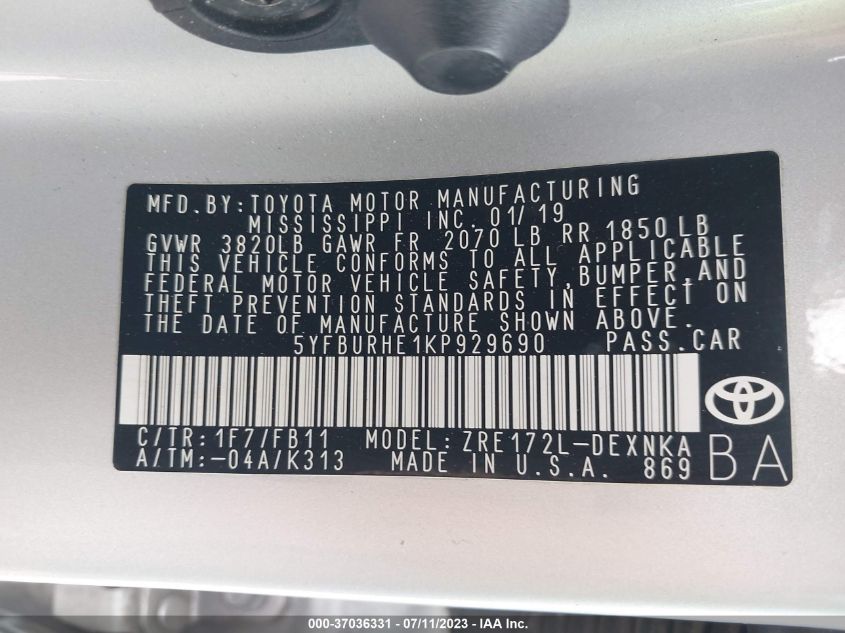 MFD.BY:TOYOTA MOTOR MANUFACTURING
MISSISSIPPI INC. 01/19
GVWR 3820LB GAWR FR 2070 LB RR 1850 LB
THIS VEHICLE CONFORMS TO ALL APPLICABLE
FEDERAL MOTOR VEHICLE SAFETY,BUMPER,AND
THEFT PREVENTION STANDARDS IN EFFECT ON
THE DATE OF MANUFACTURE SHOWN ABOVE.
5YFBURHE1KP929690 PASS.CAR
C/TR:1F7/FB11 MODEL: ZRE172L-DEXNKA
A/TM:-04A/K313 MADE IN U.S.A. 869
BA
000-37036331 - 07/11/2023 - IAA Inc.